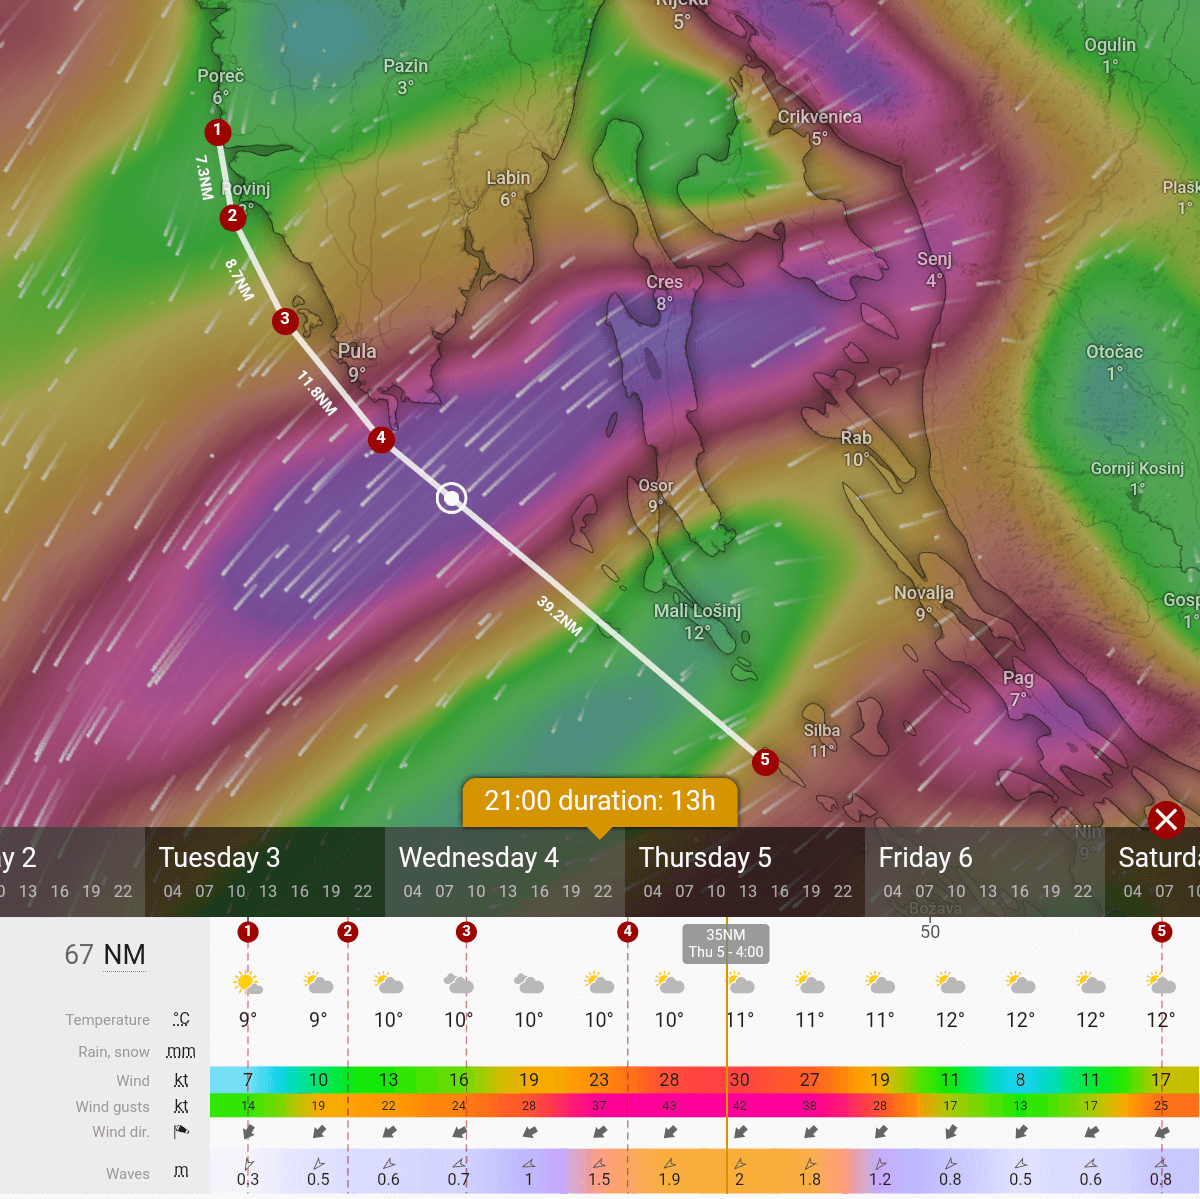 Rijeka
5°
Ogulin
1°
Pazin
3°
Poreč
6°
Crikvenica
5°
1
7.3NM
Rovinj
2
Labin
6°
Plašk
1°
8.7NM
Senj
4°
Cres
8°
3
Pula
9°
Otočac
1°
11.8NM
4
Rab
10°
Gornji Kosinj
1°
Osor
9°
39.2NM
Novalja
9°
Mali Lošinj
12°
Gosp
1°
Pag
7°
Silba
11°
5
21:00 duration: 13h
Nin
9°
y 2 Tuesday 3 Wednesday 4 Thursday 5 Friday 6 Saturda
0 13 16 19 22 04 07 10 13 16 19 22 04 07 10 13 16 19 22 04 07 10 13 16 19 22 04 07 10 13 16 19 22 04 07 10
Božava
1 2 3 4 35NM 50 5
Thu 5 - 4:00
67 NM
Temperature °C 9° 9° 10° 10° 10° 10° 10° 11° 11° 11° 12° 12° 12° 12°
Rain, snow mm
Wind kt 7 10 13 16 19 23 28 30 27 19 11 8 11 17
Wind gusts kt 14 19 22 24 28 37 43 42 38 28 17 13 17 25
Wind dir.
Waves m 0.3 0.5 0.6 0.7 1 1.5 1.9 2 1.8 1.2 0.8 0.5 0.6 0.8